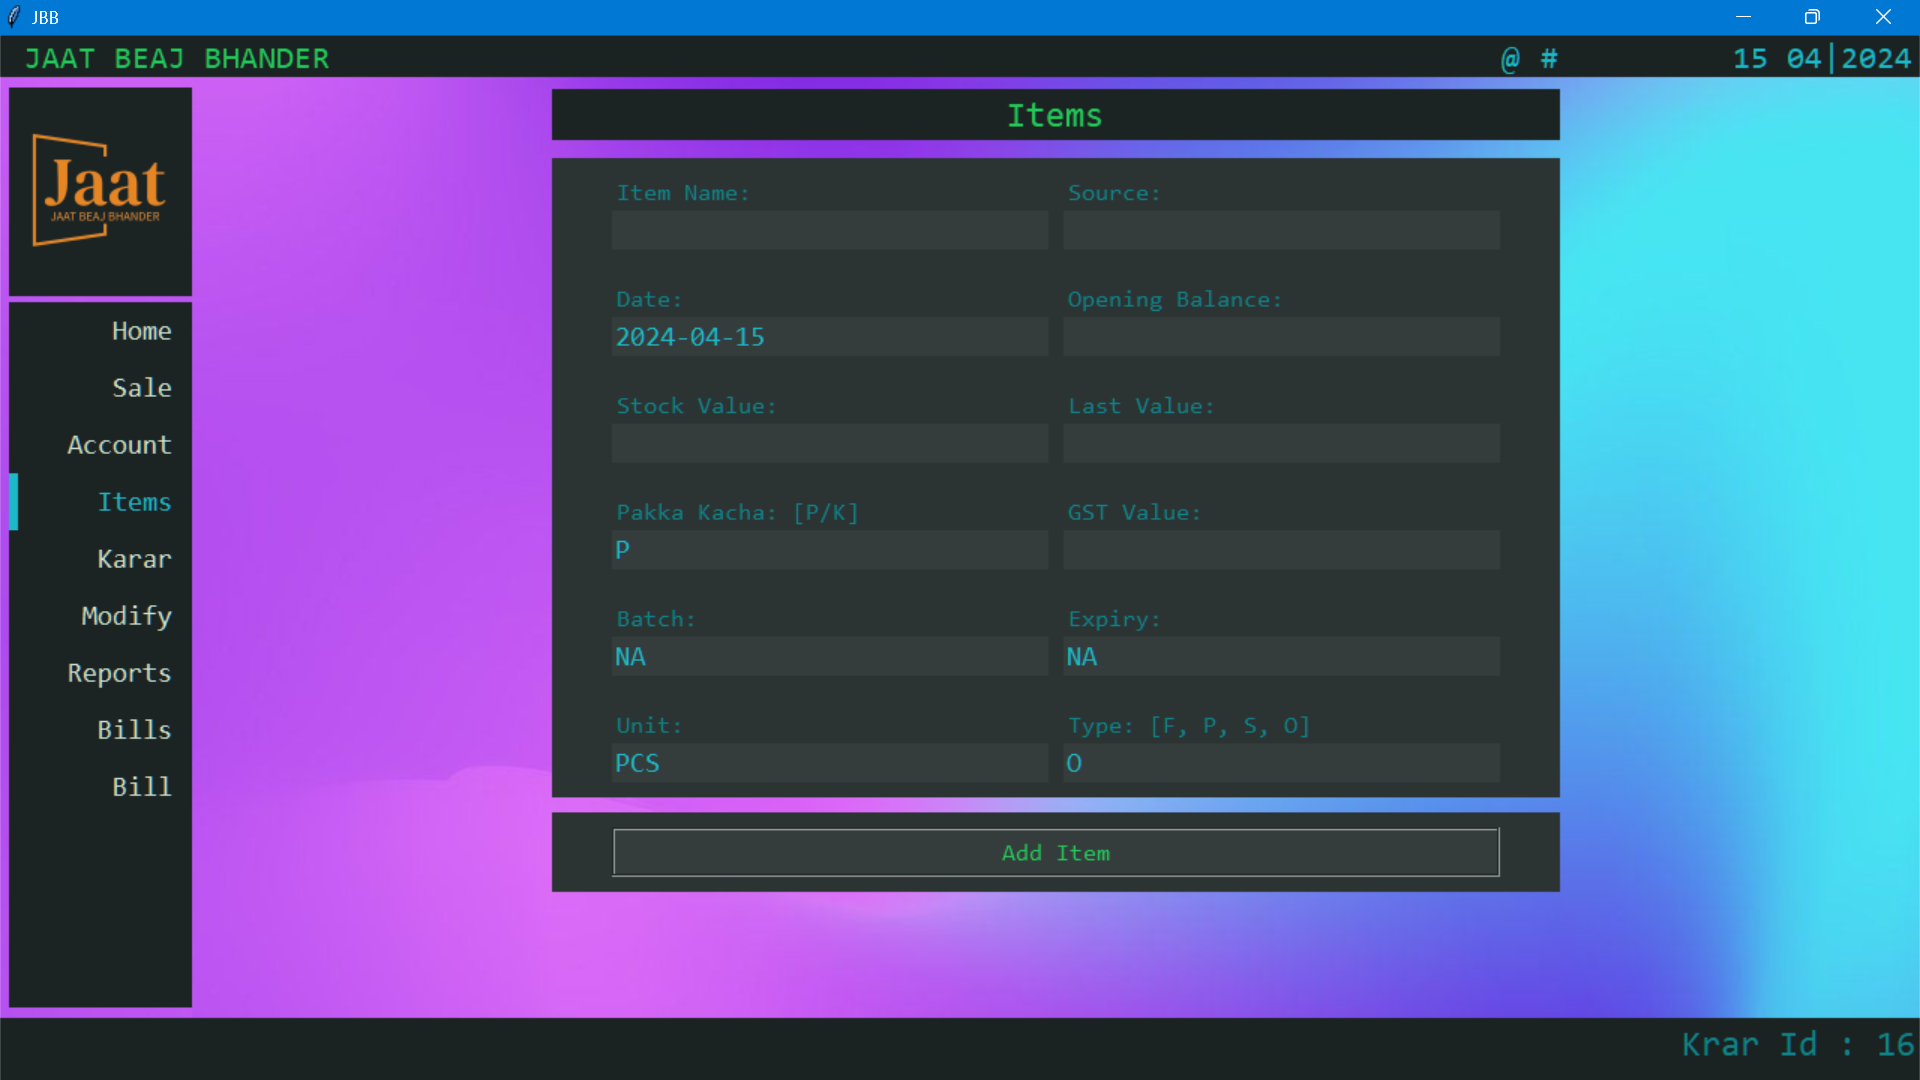 JBB
JAAT BEAJ BHANDER @ # 15 04|2024
Jaat
JAAT BEAJ BHANDER
Home
Sale
Account
Items
Karar
Modify
Reports
Bills
Bill
Items
Item Name: Source:
Date: Opening Balance:
2024-04-15
Stock Value: Last Value:
Pakka Kacha: [P/K] GST Value:
P
Batch: Expiry:
NA NA
Unit: Type: [F, P, S, O]
PCS O
Add Item
Krar Id : 16